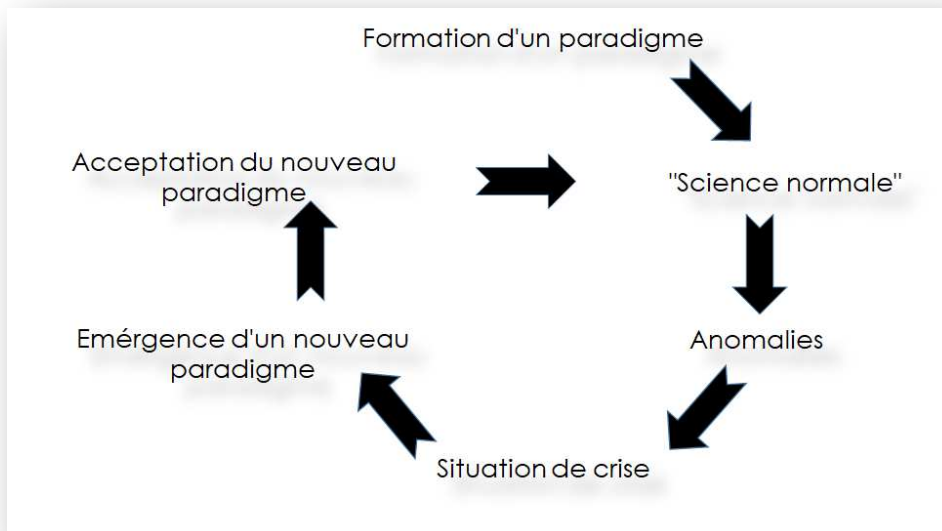 Formation d'un paradigme
Acceptation du nouveau
paradigme
"Science normale"
Emérgence d'un nouveau
paradigme
Anomalies
Situation de crise